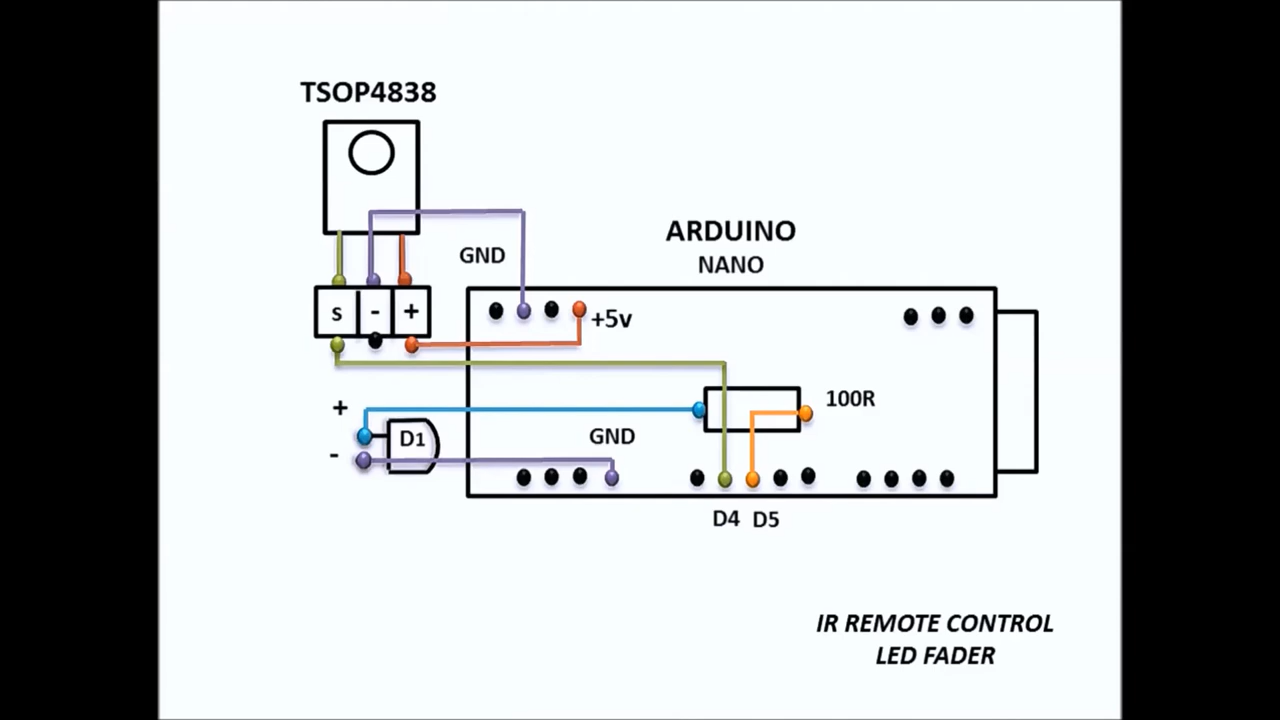 TSOP4838
ARDUINO
NANO
GND
s - +
+5v
+
100R
D1
GND
-
D4 D5
IR REMOTE CONTROL
LED FADER